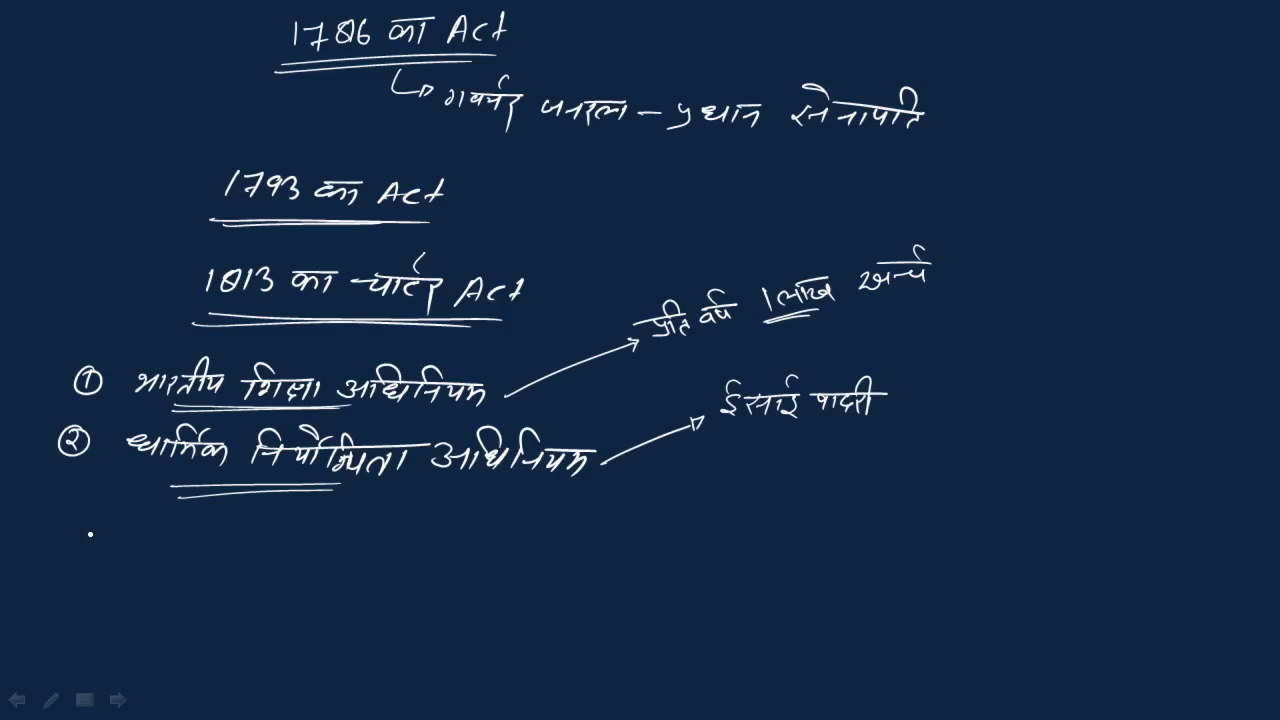 1786 का Act
गवर्नर जनरल - प्रधान सेनापति
1793 का Act
1813 का चार्टर Act
① भारतीय शिक्षा अधिनियम
प्रति वर्ष 1 लाख खर्च
② धार्मिक निर्योग्यिता अधिनियम
ईसाई पादरी